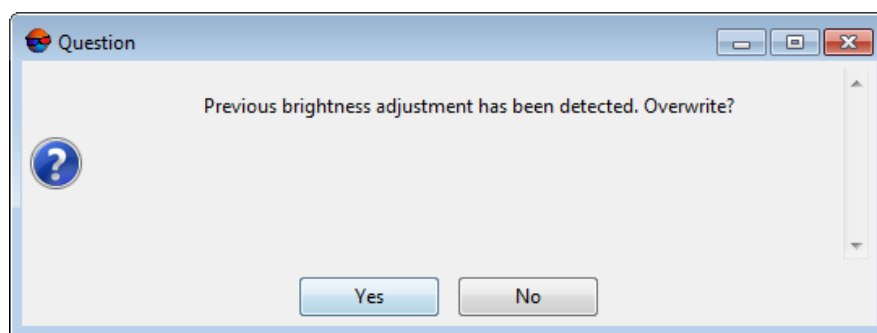 Question
Previous brightness adjustment has been detected. Overwrite?
?
Yes
No